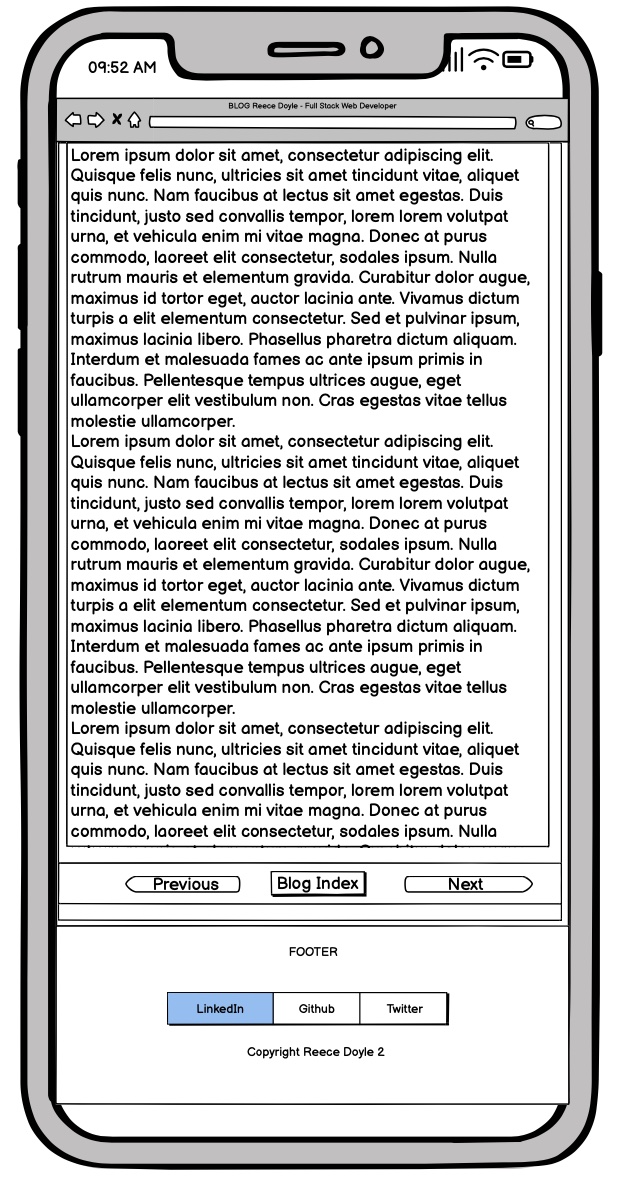 09:52 AM
BLOG Reece Doyle - Full Stack Web Developer
Lorem ipsum dolor sit amet, consectetur adipiscing elit.
Quisque felis nunc, ultricies sit amet tincidunt vitae, aliquet
quis nunc. Nam faucibus at lectus sit amet egestas. Duis
tincidunt, justo sed convallis tempor, lorem lorem volutpat
urna, et vehicula enim mi vitae magna. Donec at purus
commodo, laoreet elit consectetur, sodales ipsum. Nulla
rutrum mauris et elementum gravida. Curabitur dolor augue,
maximus id tortor eget, auctor lacinia ante. Vivamus dictum
turpis a elit elementum consectetur. Sed et pulvinar ipsum,
maximus lacinia libero. Phasellus pharetra dictum aliquam.
Interdum et malesuada fames ac ante ipsum primis in
faucibus. Pellentesque tempus ultrices augue, eget
ullamcorper elit vestibulum non. Cras egestas vitae tellus
molestie ullamcorper.
Lorem ipsum dolor sit amet, consectetur adipiscing elit.
Quisque felis nunc, ultricies sit amet tincidunt vitae, aliquet
quis nunc. Nam faucibus at lectus sit amet egestas. Duis
tincidunt, justo sed convallis tempor, lorem lorem volutpat
urna, et vehicula enim mi vitae magna. Donec at purus
commodo, laoreet elit consectetur, sodales ipsum. Nulla
rutrum mauris et elementum gravida. Curabitur dolor augue,
maximus id tortor eget, auctor lacinia ante. Vivamus dictum
turpis a elit elementum consectetur. Sed et pulvinar ipsum,
maximus lacinia libero. Phasellus pharetra dictum aliquam.
Interdum et malesuada fames ac ante ipsum primis in
faucibus. Pellentesque tempus ultrices augue, eget
ullamcorper elit vestibulum non. Cras egestas vitae tellus
molestie ullamcorper.
Lorem ipsum dolor sit amet, consectetur adipiscing elit.
Quisque felis nunc, ultricies sit amet tincidunt vitae, aliquet
quis nunc. Nam faucibus at lectus sit amet egestas. Duis
tincidunt, justo sed convallis tempor, lorem lorem volutpat
urna, et vehicula enim mi vitae magna. Donec at purus
commodo, laoreet elit consectetur, sodales ipsum. Nulla
Previous Blog Index Next
FOOTER
LinkedIn Github Twitter
Copyright Reece Doyle 2